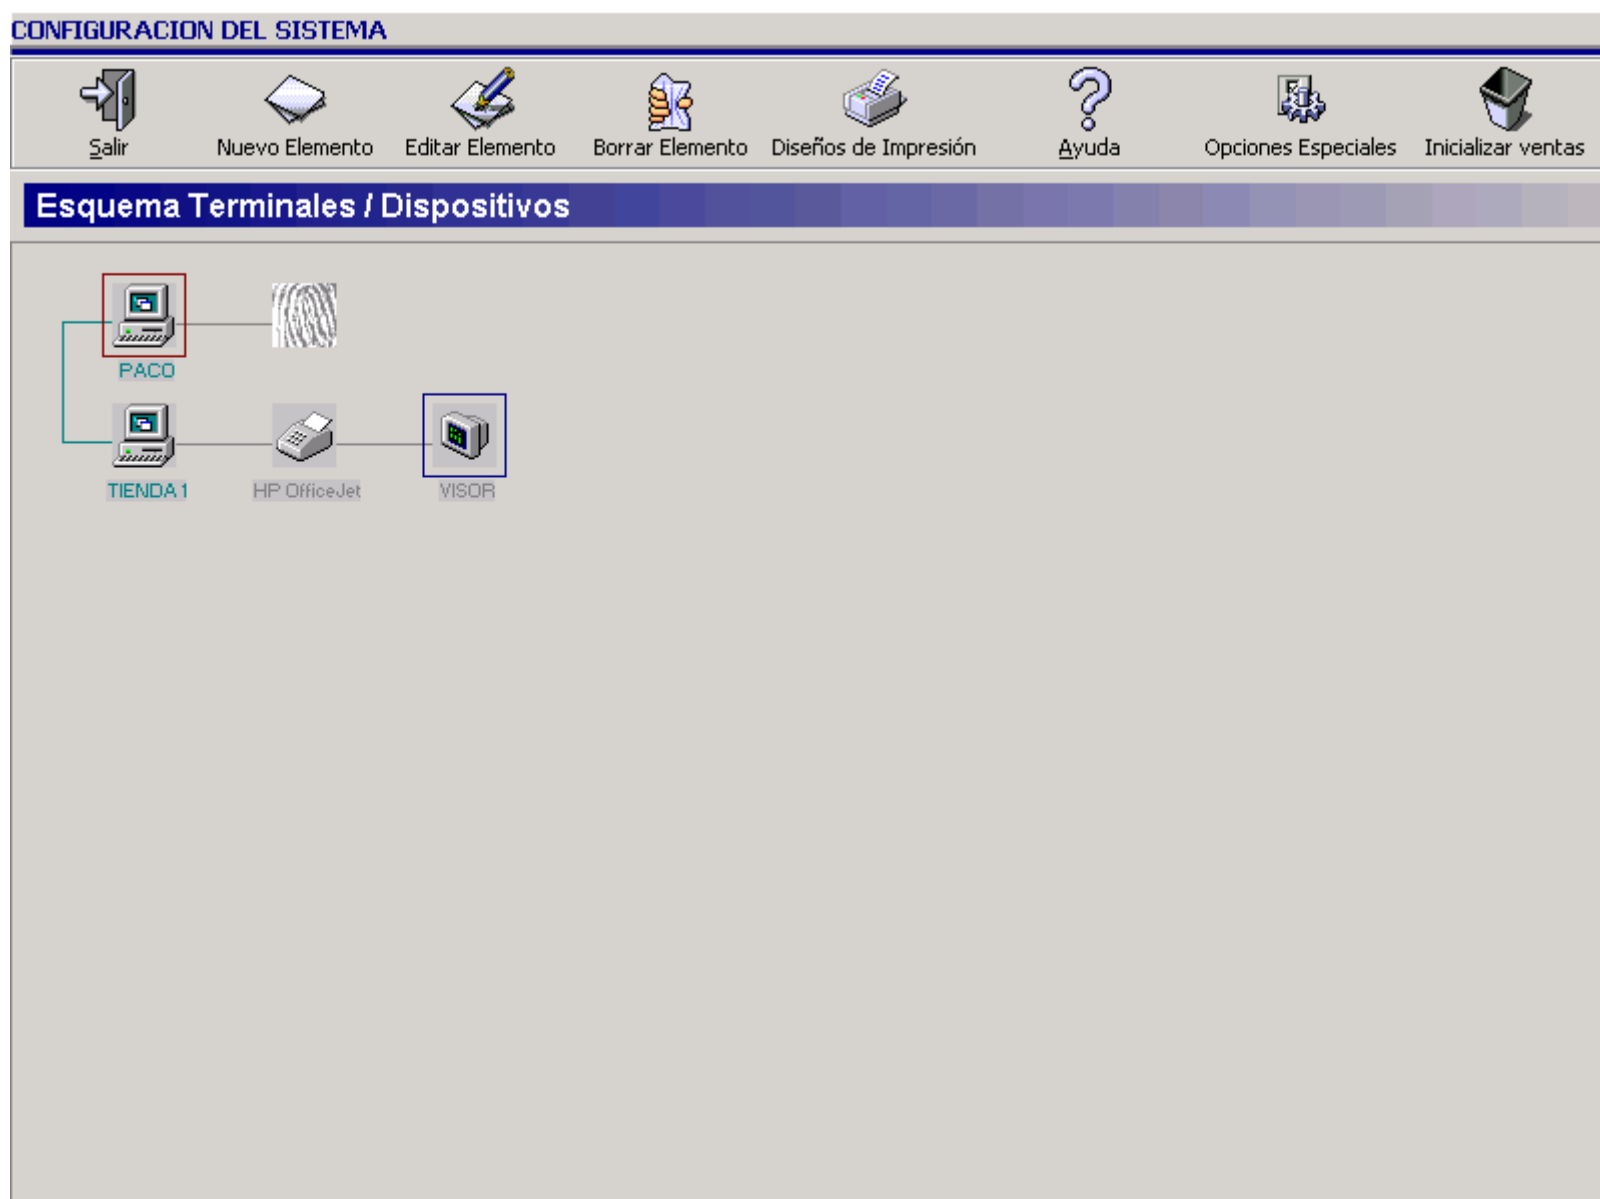 CONFIGURACION DEL SISTEMA
Salir Nuevo Elemento Editar Elemento Borrar Elemento Diseños de Impresión Ayuda Opciones Especiales Inicializar ventas
Esquema Terminales / Dispositivos
PACO
TIENDA1 HP OfficeJet VISOR